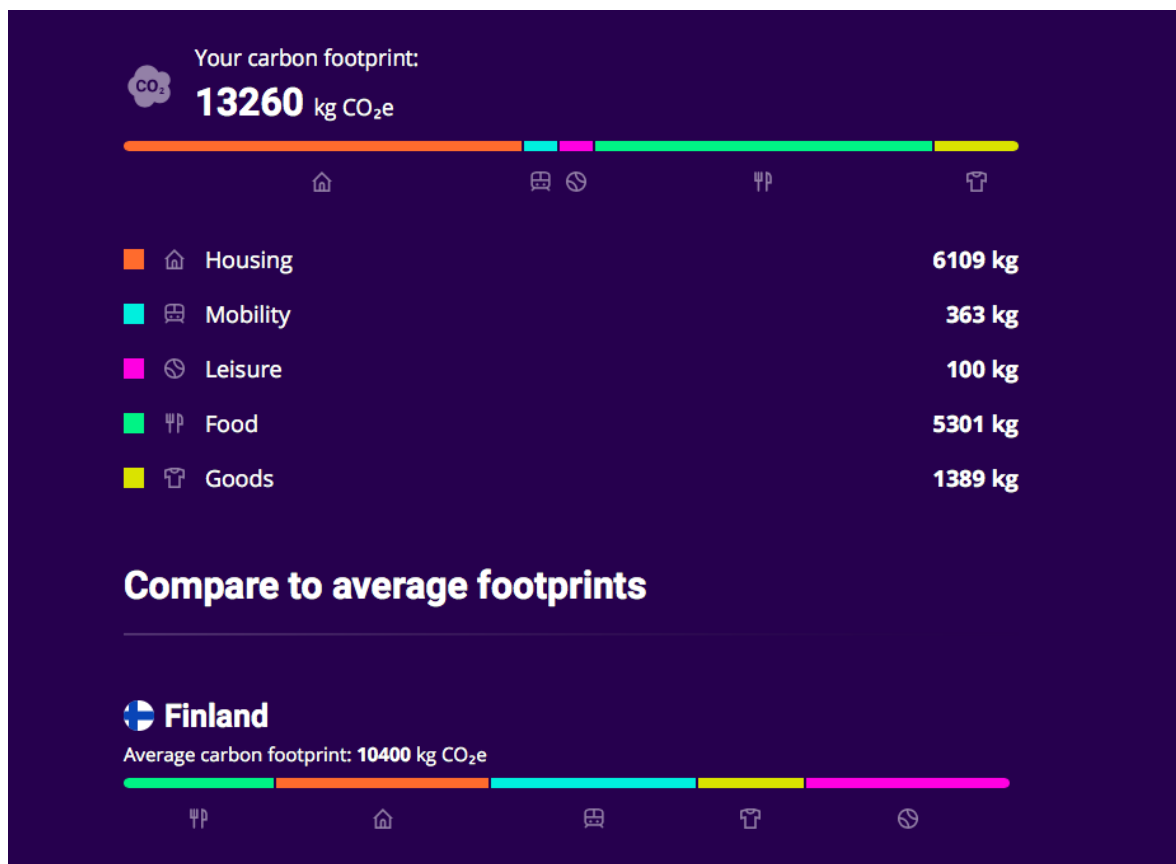 Your carbon footprint:
CO₂
13260 kg CO₂e
Housing 6109 kg
Mobility 363 kg
Leisure 100 kg
Food 5301 kg
Goods 1389 kg
Compare to average footprints
Finland
Average carbon footprint: 10400 kg CO₂e